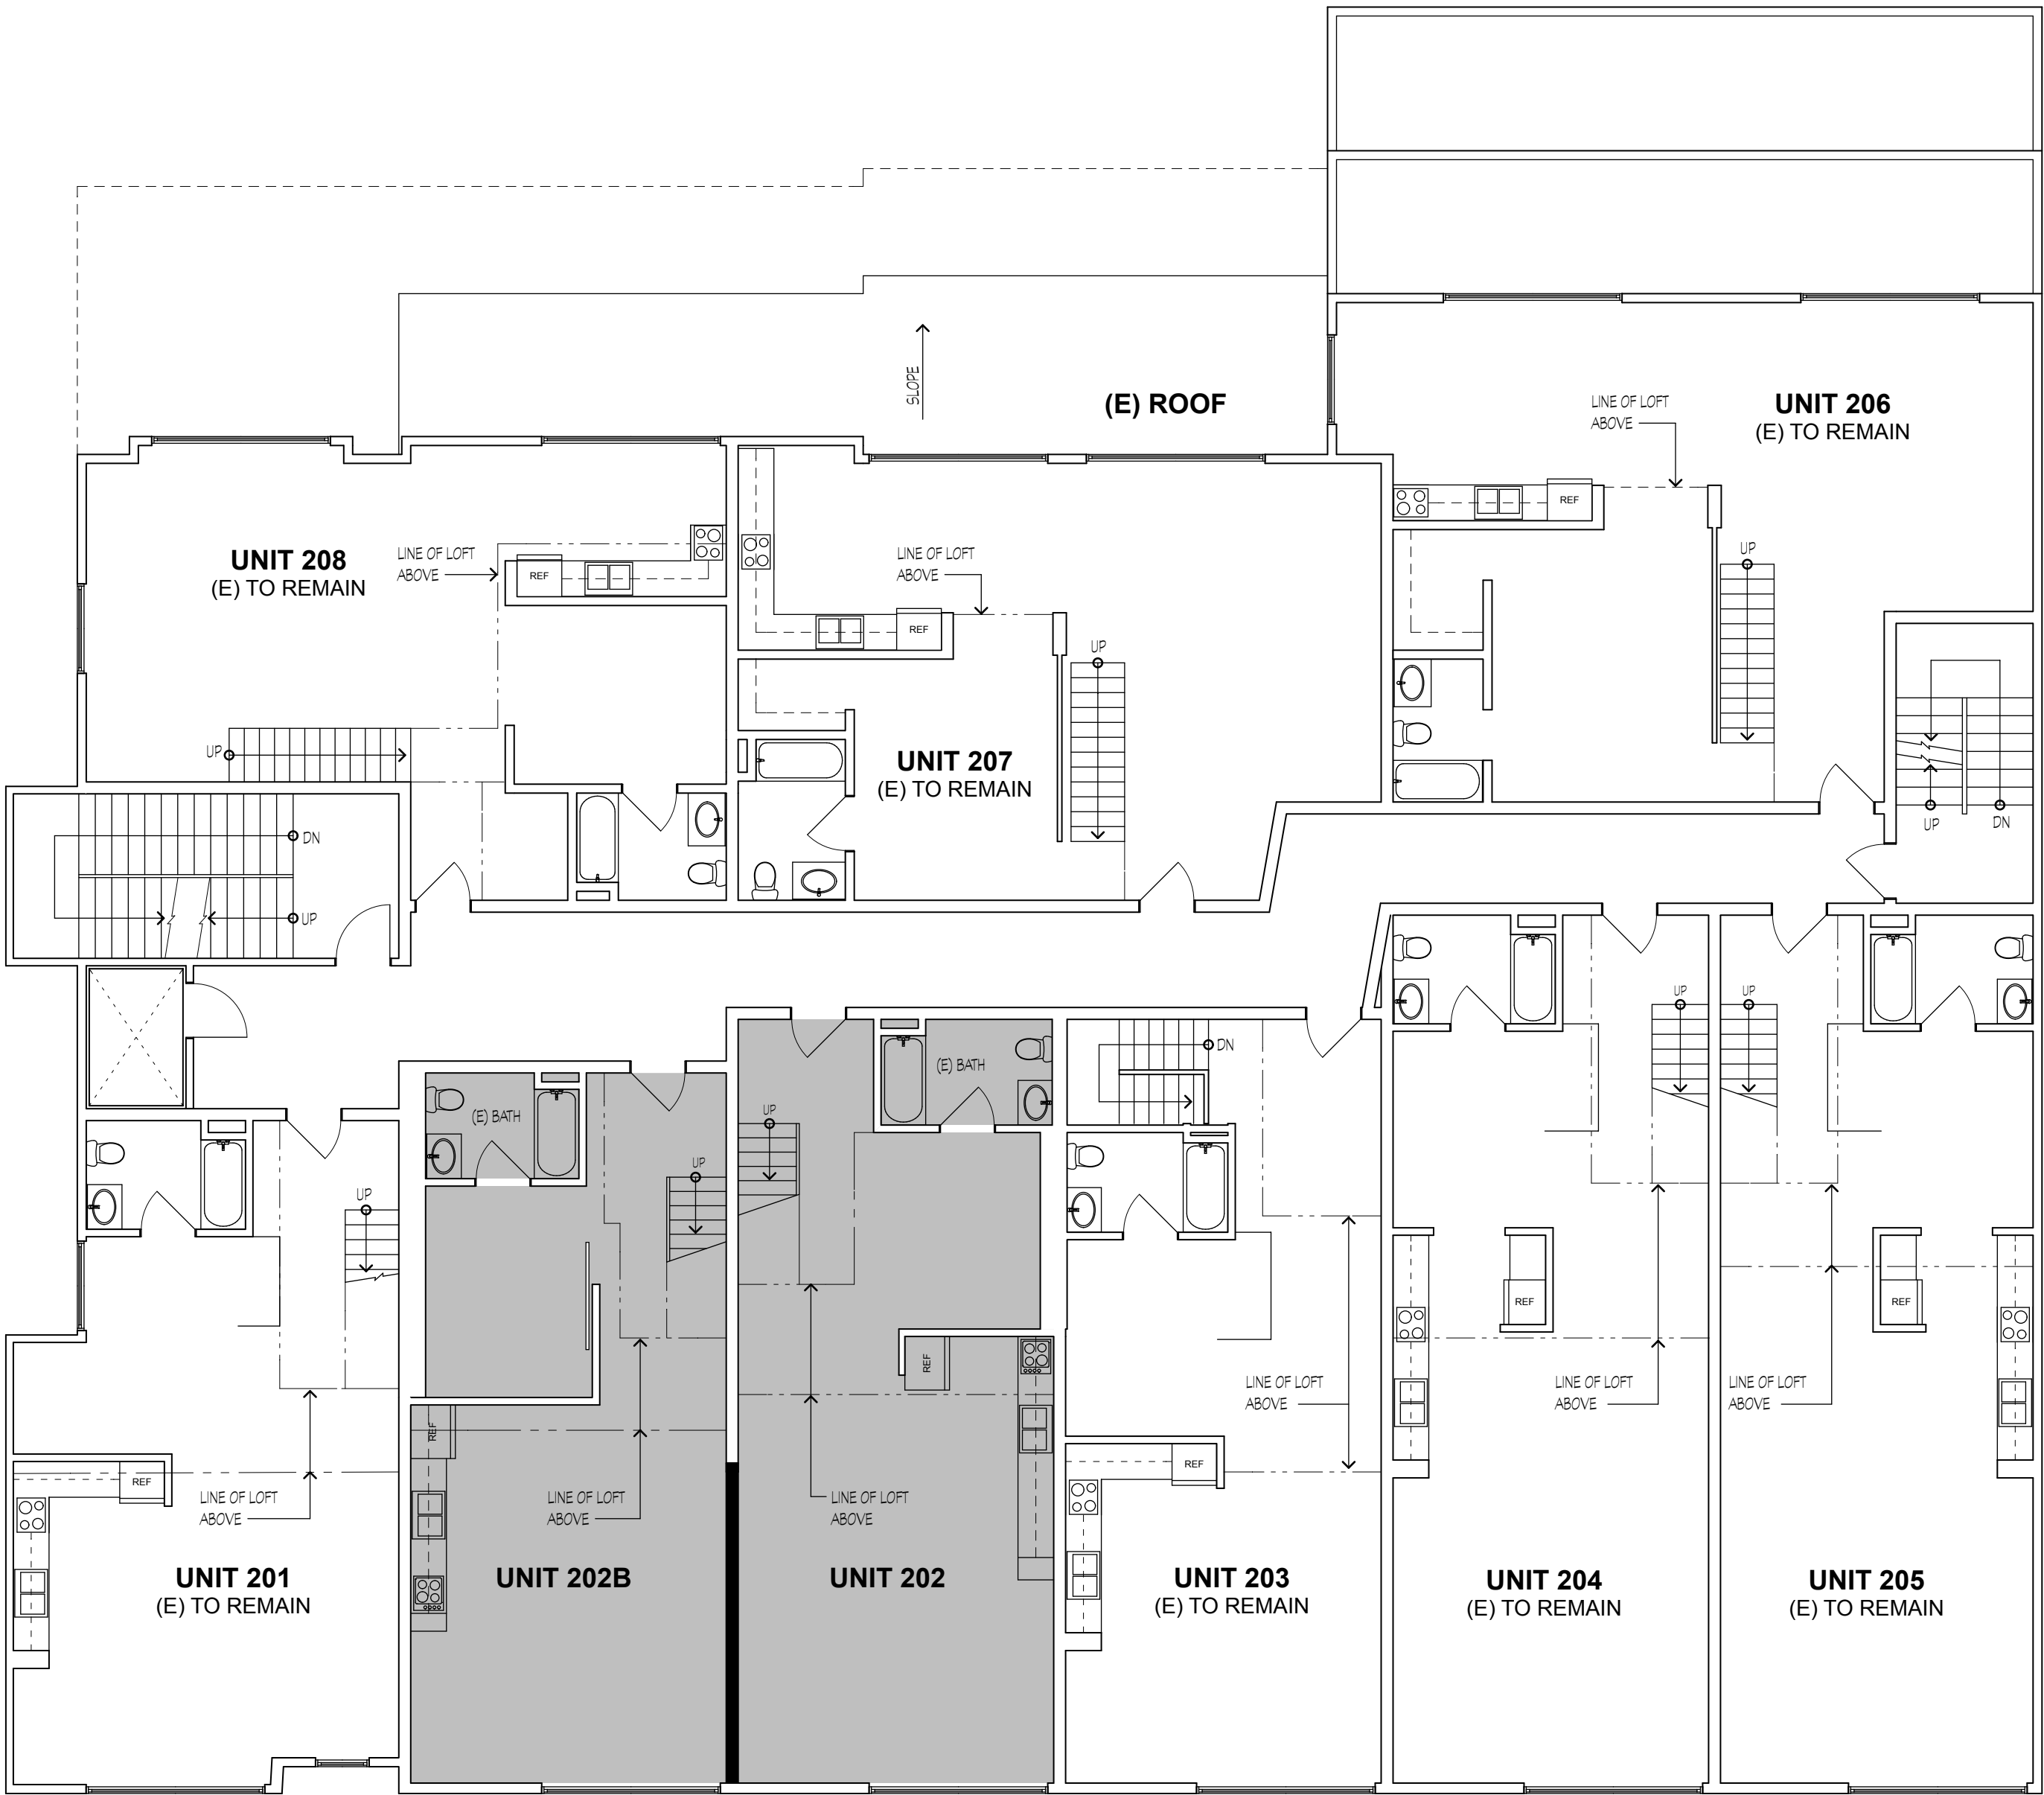 SLOPE
(E) ROOF
LINE OF LOFT
ABOVE
UNIT 206
(E) TO REMAIN
REF
UP
UNIT 208
(E) TO REMAIN
LINE OF LOFT
ABOVE
REF
UP
LINE OF LOFT
ABOVE
REF
UP
UNIT 207
(E) TO REMAIN
UP
DN
DN
UP
(E) BATH
UP
(E) BATH
UP
DN
UP
UP
UP
REF
LINE OF LOFT
ABOVE
UNIT 201
(E) TO REMAIN
REF
LINE OF LOFT
ABOVE
UNIT 202B
REF
LINE OF LOFT
ABOVE
UNIT 202
LINE OF LOFT
ABOVE
REF
UNIT 203
(E) TO REMAIN
REF
LINE OF LOFT
ABOVE
UNIT 204
(E) TO REMAIN
REF
LINE OF LOFT
ABOVE
UNIT 205
(E) TO REMAIN